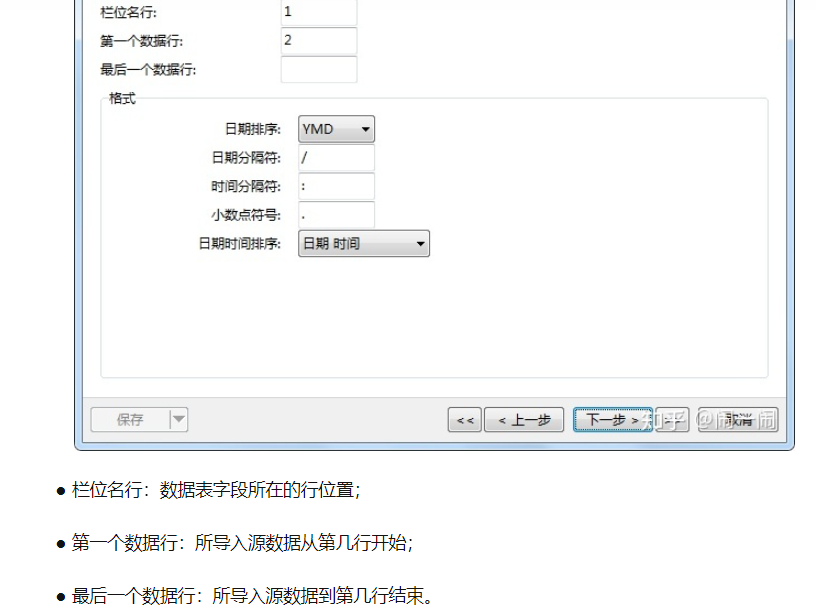 栏位名行: 1
第一个数据行: 2
最后一个数据行:
格式
日期排序: YMD
日期分隔符: /
时间分隔符: :
小数点符号: .
日期时间排序: 日期 时间
保存 << < 上一步 下一步 > >> 取消
知乎 @闹一闹
● 栏位名行：数据表字段所在的行位置；
● 第一个数据行：所导入源数据从第几行开始；
● 最后一个数据行：所导入源数据到第几行结束。